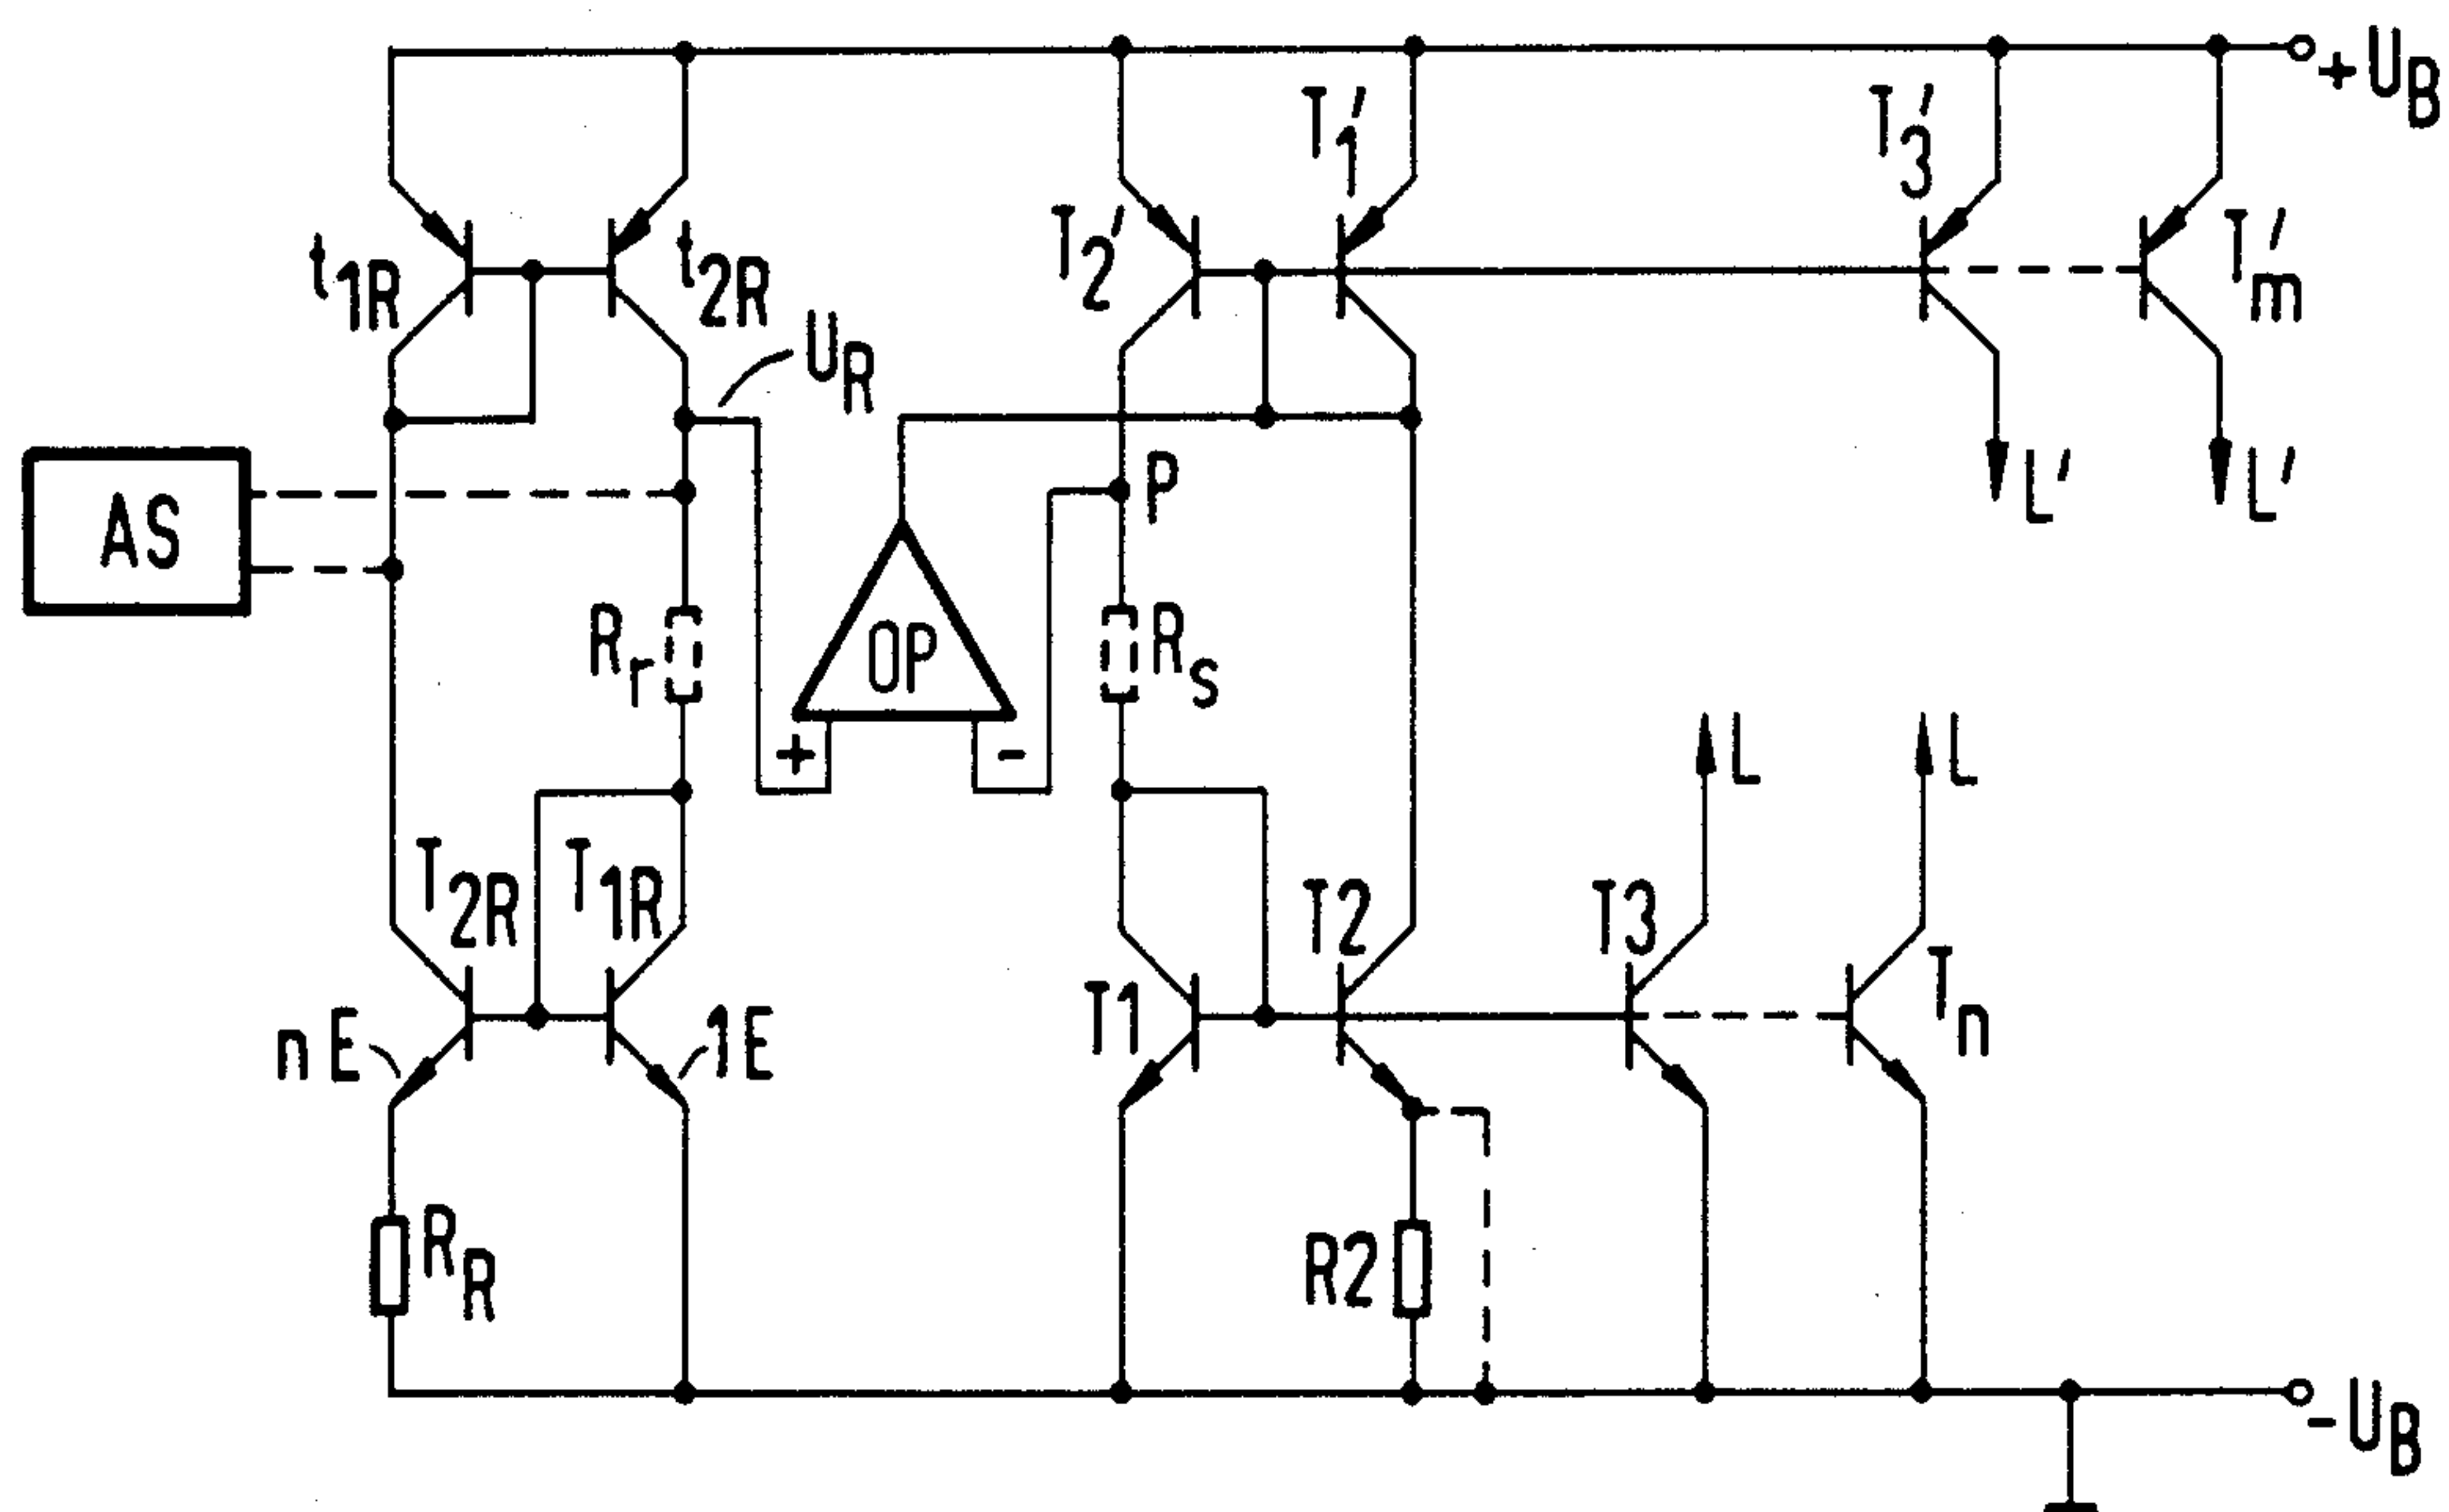 +U_B
T_1'
T_3'
T_2'
T_m'
t_1R
t_2R
U_R
P
L'
L'
AS
R_r
OP
R_s
+
-
L
L
T_2R
T_1R
T2
T3
T_n
T1
nE
1E
R_R
R2
-U_B